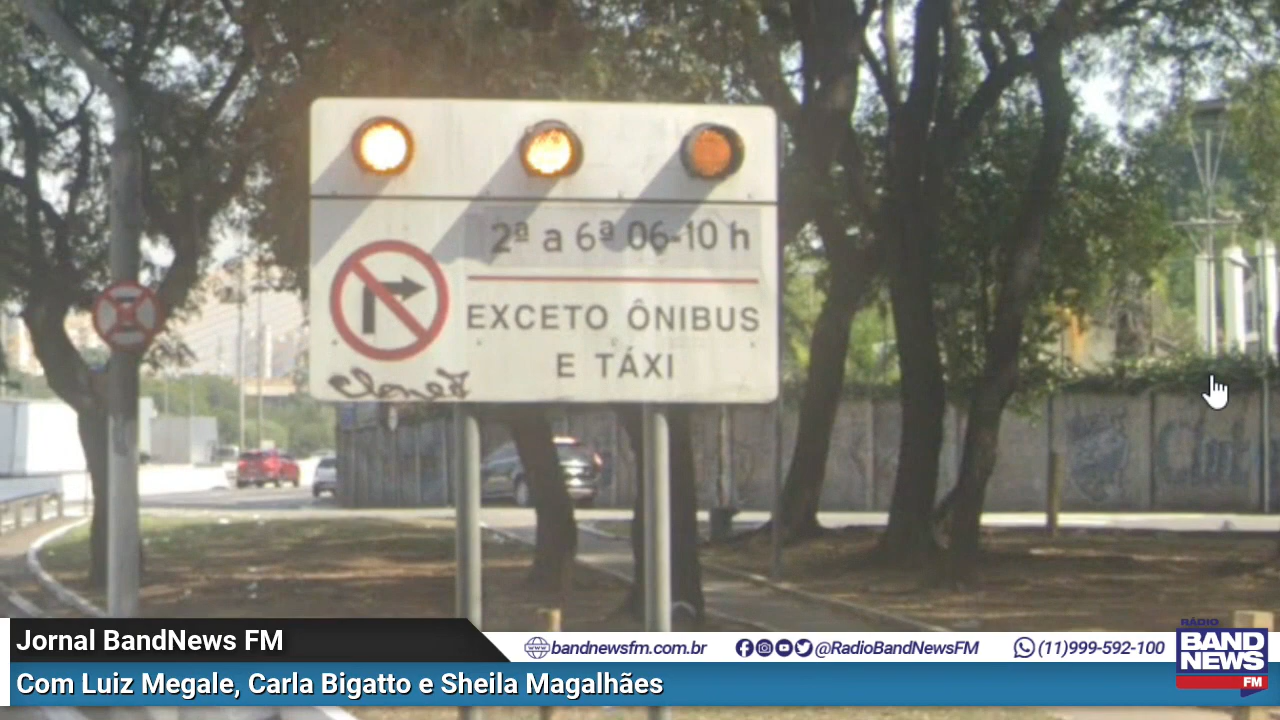 2ª a 6ª 06-10 h
EXCETO ÔNIBUS
E TÁXI
Jornal BandNews FM
bandnewsfm.com.br
@RadioBandNewsFM
(11)999-592-100
RÁDIO
BAND
NEWS
FM
Com Luiz Megale, Carla Bigatto e Sheila Magalhães